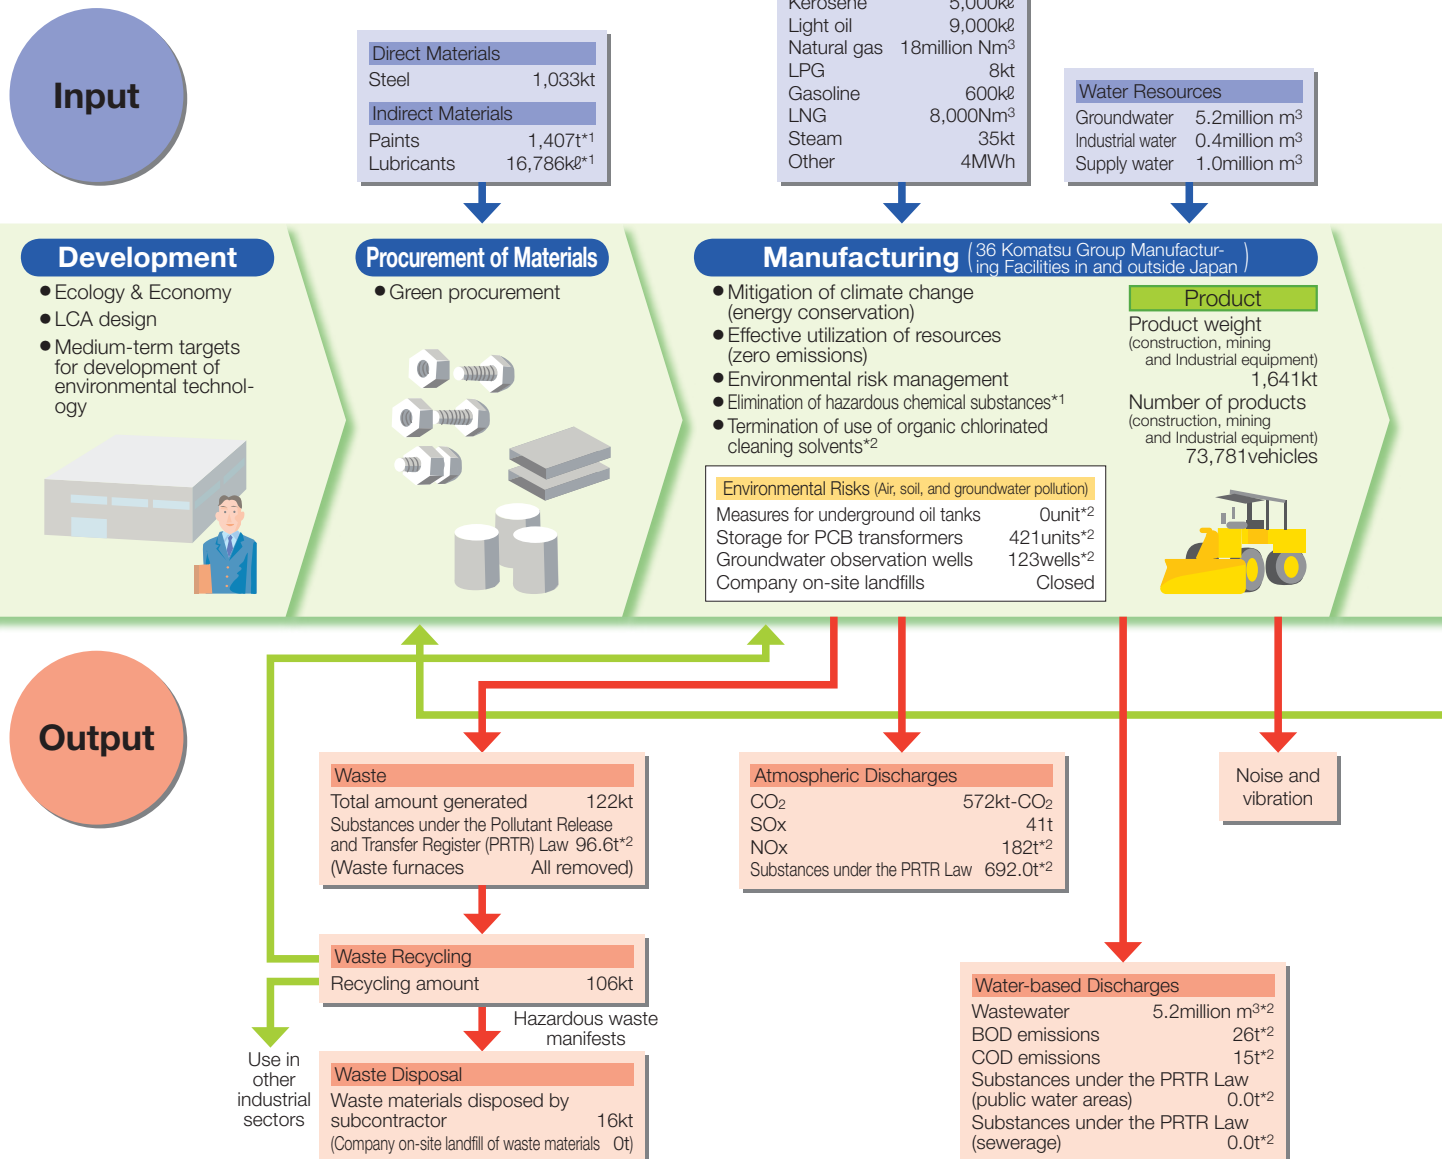 Input
Direct Materials
Steel 1,033kt
Indirect Materials
Paints 1,407t*1
Lubricants 16,786kℓ*1
Kerosene 5,000kℓ
Light oil 9,000kℓ
Natural gas 18million Nm3
LPG 8kt
Gasoline 600kℓ
LNG 8,000Nm3
Steam 35kt
Other 4MWh
Water Resources
Groundwater 5.2million m3
Industrial water 0.4million m3
Supply water 1.0million m3
Development
● Ecology & Economy
● LCA design
● Medium-term targets
for development of
environmental technol-
ogy
Procurement of Materials
● Green procurement
Manufacturing (36 Komatsu Group Manufactur-
ing Facilities in and outside Japan)
● Mitigation of climate change
(energy conservation)
● Effective utilization of resources
(zero emissions)
● Environmental risk management
● Elimination of hazardous chemical substances*1
● Termination of use of organic chlorinated
cleaning solvents*2
Environmental Risks (Air, soil, and groundwater pollution)
Measures for underground oil tanks 0unit*2
Storage for PCB transformers 421units*2
Groundwater observation wells 123wells*2
Company on-site landfills Closed
Product
Product weight
(construction, mining
and Industrial equipment)
1,641kt
Number of products
(construction, mining
and Industrial equipment)
73,781vehicles
Output
Waste
Total amount generated 122kt
Substances under the Pollutant Release
and Transfer Register (PRTR) Law 96.6t*2
(Waste furnaces All removed)
Waste Recycling
Recycling amount 106kt
Hazardous waste
manifests
Use in
other
industrial
sectors
Waste Disposal
Waste materials disposed by
subcontractor 16kt
(Company on-site landfill of waste materials 0t)
Atmospheric Discharges
CO2 572kt-CO2
SOx 41t
NOx 182t*2
Substances under the PRTR Law 692.0t*2
Noise and
vibration
Water-based Discharges
Wastewater 5.2million m3*2
BOD emissions 26t*2
COD emissions 15t*2
Substances under the PRTR Law
(public water areas) 0.0t*2
Substances under the PRTR Law
(sewerage) 0.0t*2